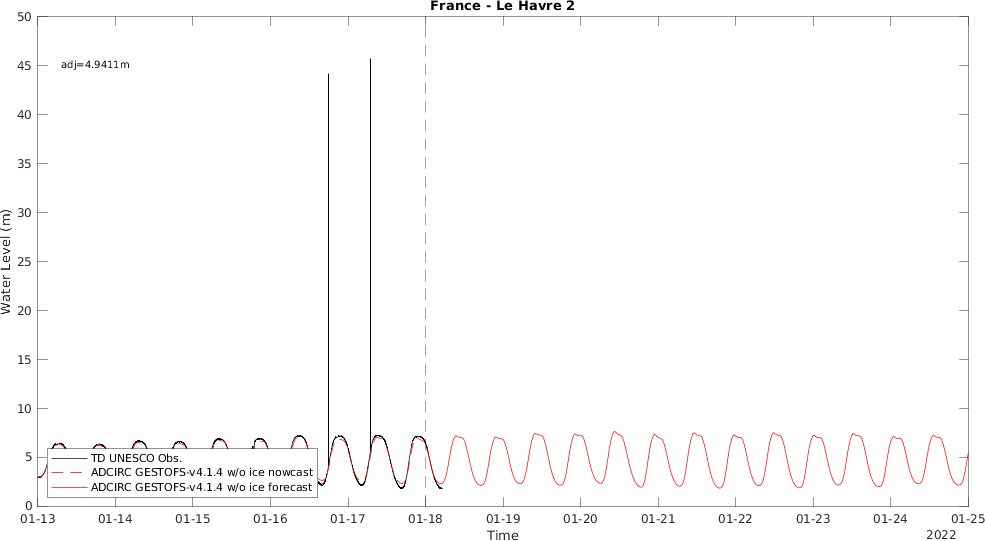 France - Le Havre 2
adj=4.9411m
50
45
40
35
30
25
20
15
10
5
0
Water Level (m)
TD UNESCO Obs.
ADCIRC GESTOFS-v4.1.4 w/o ice nowcast
ADCIRC GESTOFS-v4.1.4 w/o ice forecast
01-13 01-14 01-15 01-16 01-17 01-18 01-19 01-20 01-21 01-22 01-23 01-24 01-25
Time
2022